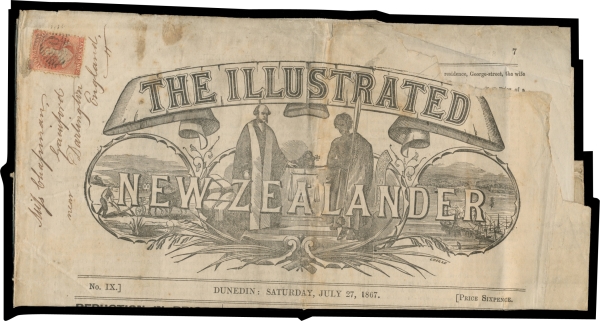 Miss Chapman
Gainford
near Darlington
England.
7
residence, George-street, the wife
THE ILLUSTRATED
NEW ZEALANDER
No. IX.]
DUNEDIN: SATURDAY, JULY 27, 1867.
[PRICE SIXPENCE.